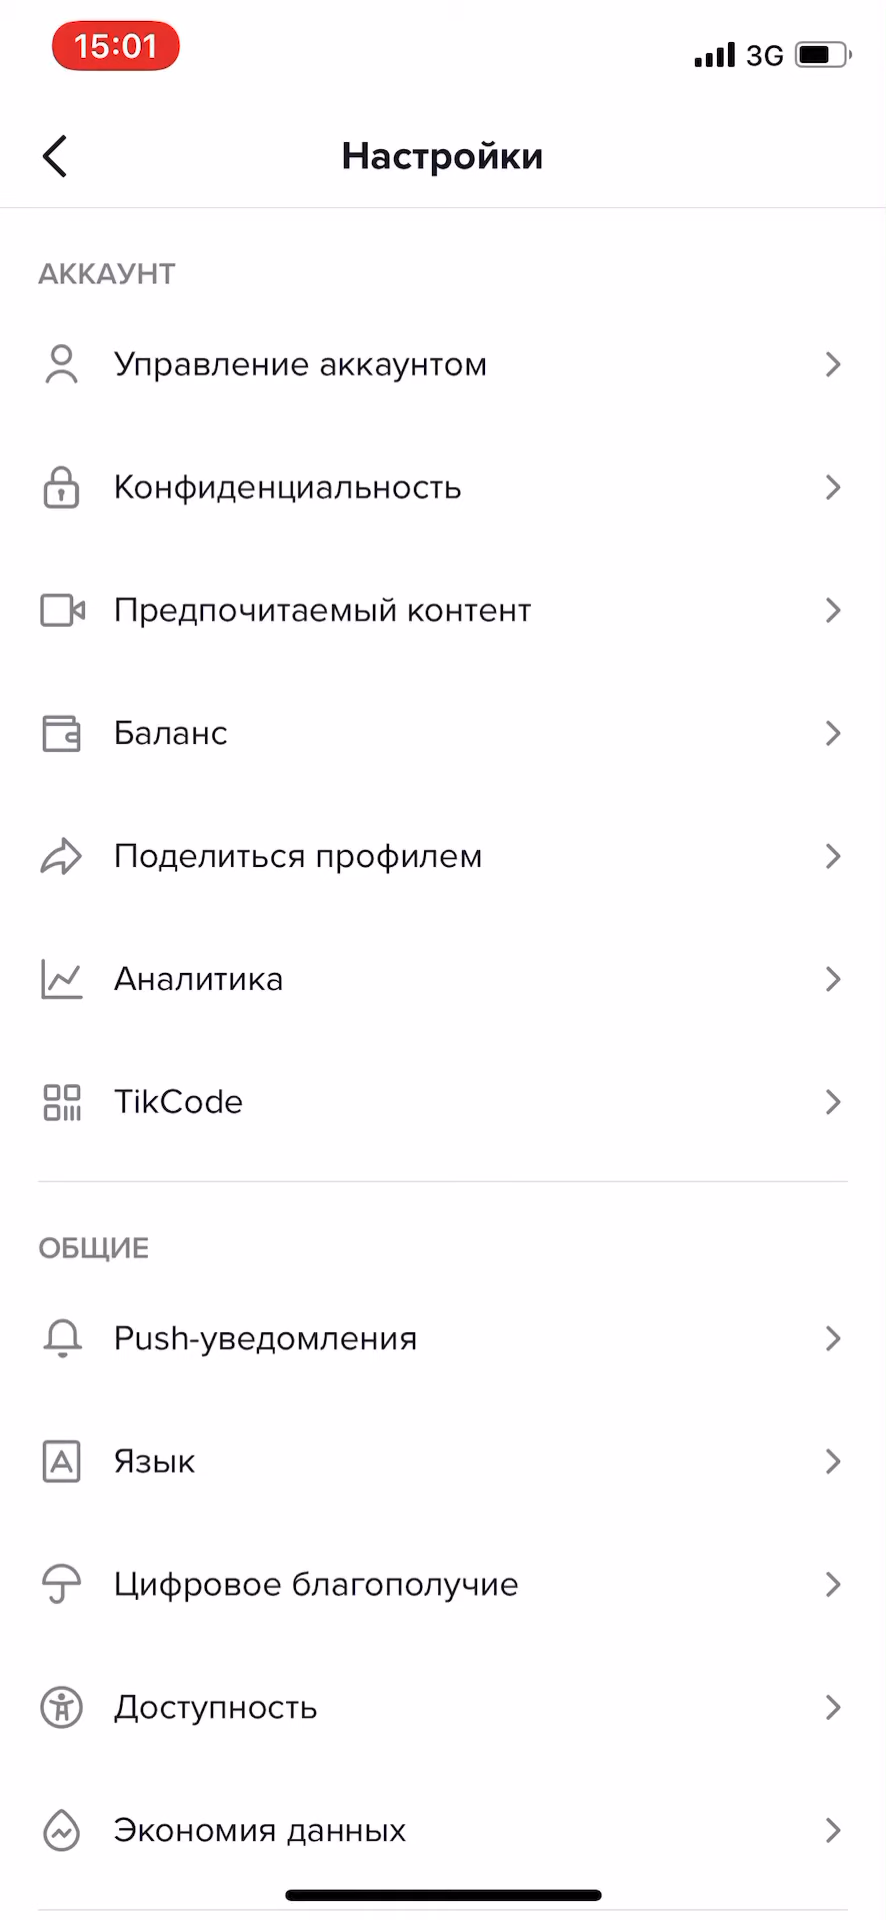 15:01
3G
Настройки
АККАУНТ
Управление аккаунтом
Конфиденциальность
Предпочитаемый контент
Баланс
Поделиться профилем
Аналитика
TikCode
ОБЩИЕ
Push-уведомления
Язык
Цифровое благополучие
Доступность
Экономия данных